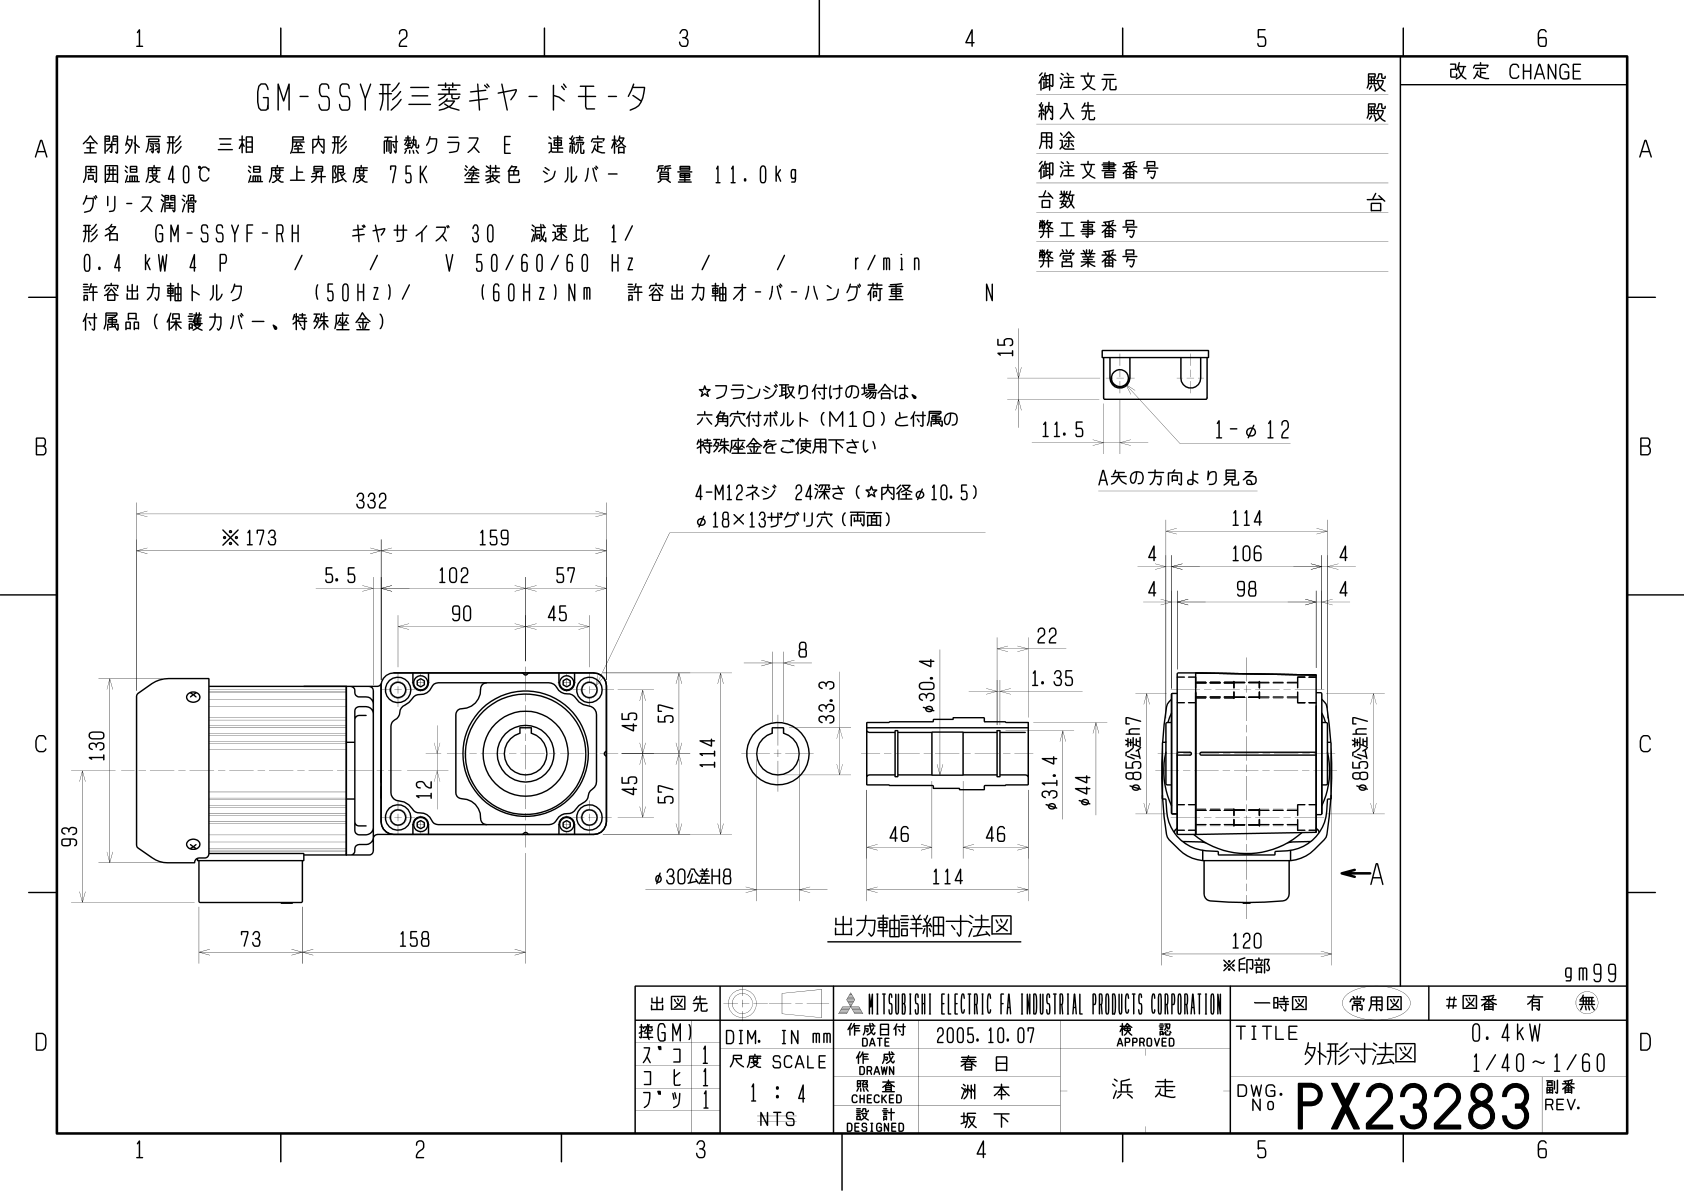 1 2 3 4 5 6
改定 CHANGE
GM-SSY形三菱ギヤードモータ
全閉外扇形 三相 屋内形 耐熱クラス E 連続定格
周囲温度40℃ 温度上昇限度 75K 塗装色 シルバー 質量 11.0kg
グリース潤滑
形名 GM-SSYF-RH ギヤサイズ 30 減速比 1/
0.4 kW 4 P / / V 50/60/60 Hz / / r/min
許容出力軸トルク (50Hz)/ (60Hz)Nm 許容出力軸オーバーハング荷重 N
付属品(保護カバー、特殊座金)
御注文元 殿
納入先 殿
用途
御注文書番号
台数 台
弊工事番号
弊営業番号
A A
B B
C C
D D
☆フランジ取り付けの場合は、
六角穴付ボルト(M10)と付属の
特殊座金をご使用下さい
4-M12ネジ 24深さ(☆内径φ10.5)
φ18×13ザグリ穴(両面)
15
11.5
1-φ12
A矢の方向より見る
332
※173 159
5.5 102 57
90 45
130
93
12
45 57
45 57
114
73 158
8
33.3
φ30公差H8
φ30.4
22
1.35
φ31.4
φ44
46 46
114
出力軸詳細寸法図
114
4 106 4
4 98 4
φ85公差h7
φ85公差h7
A
120
※印部
gm99
出図先
GM)
ズコ 1
コヒ 1
ブツ 1
DIM. IN mm
尺度 SCALE
1 : 4
NTS
MITSUBISHI ELECTRIC FA INDUSTRIAL PRODUCTS CORPORATION
作成日付 DATE 2005.10.07
作成 DRAWN 春日
照査 CHECKED 洲本
設計 DESIGNED 坂下
検認 APPROVED
浜走
一時図 常用図 #図番 有 無
TITLE
外形寸法図
0.4kW
1/40~1/60
DWG. No PX23283
副番 REV.
1 2 3 4 5 6